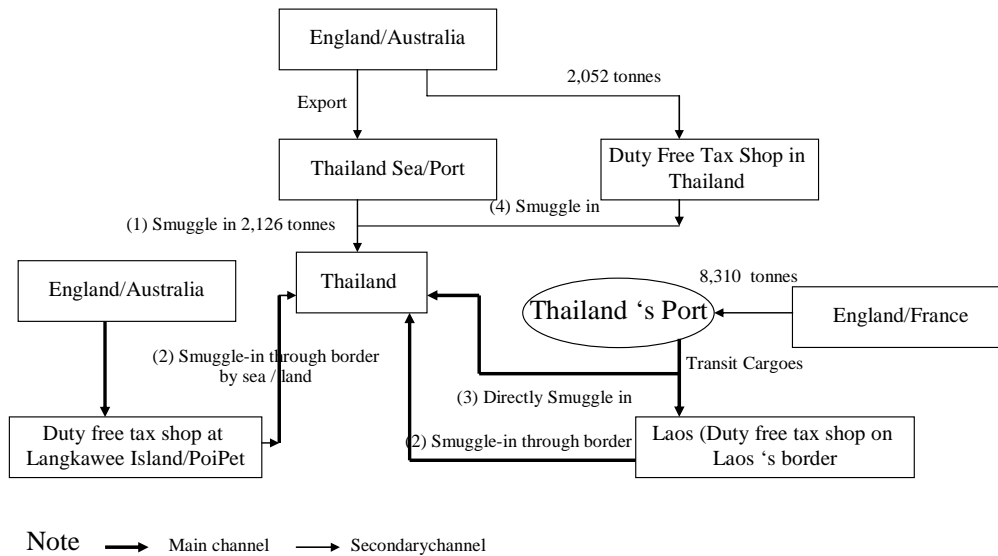 England/Australia
2,052 tonnes
Export
Thailand Sea/Port
Duty Free Tax Shop in
Thailand
(4) Smuggle in
(1) Smuggle in 2,126 tonnes
Thailand
England/Australia
8,310 tonnes
Thailand ‘s Port
England/France
(2) Smuggle-in through border
by sea / land
Transit Cargoes
(3) Directly Smuggle in
Duty free tax shop at
Langkawee Island/PoiPet
(2) Smuggle-in through border
Laos (Duty free tax shop on
Laos ‘s border
Note
Main channel
Secondarychannel